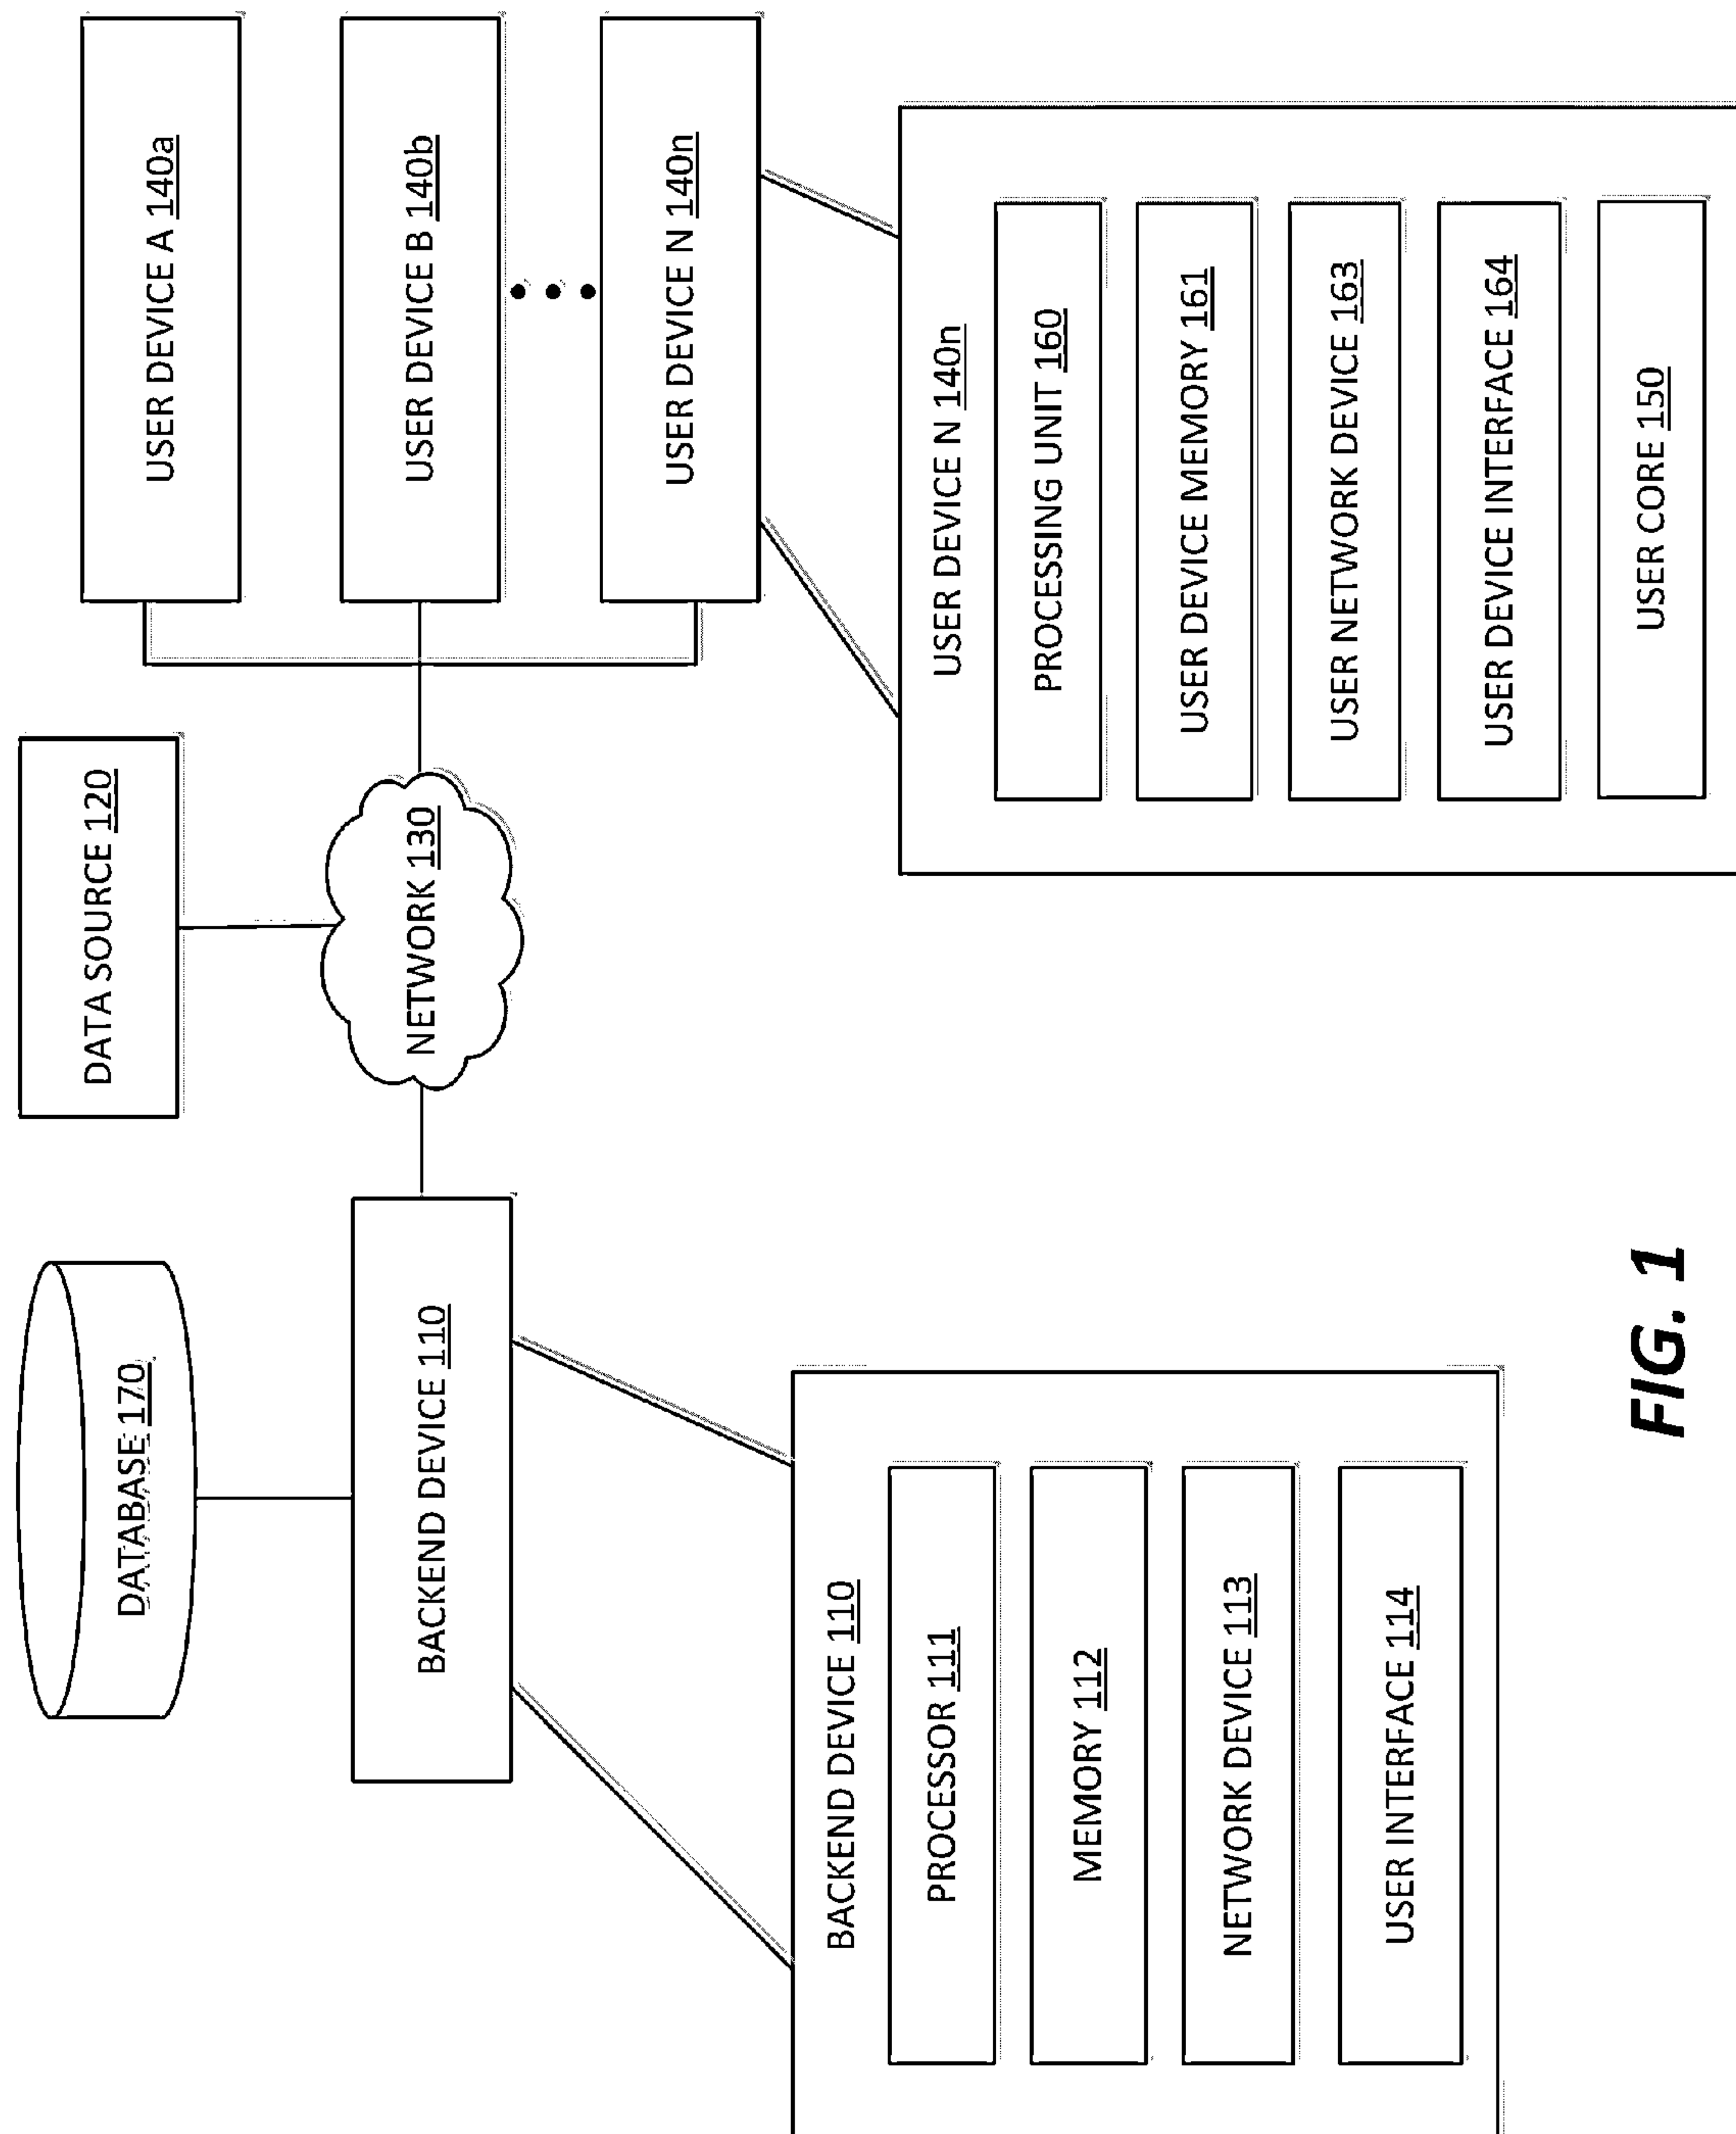 DATABASE 170
DATA SOURCE 120
USER DEVICE A 140a
BACKEND DEVICE 110
NETWORK 130
USER DEVICE B 140b
USER DEVICE N 140n
BACKEND DEVICE 110
PROCESSOR 111
MEMORY 112
NETWORK DEVICE 113
USER INTERFACE 114
USER DEVICE N 140n
PROCESSING UNIT 160
USER DEVICE MEMORY 161
USER NETWORK DEVICE 163
USER DEVICE INTERFACE 164
USER CORE 150
FIG. 1